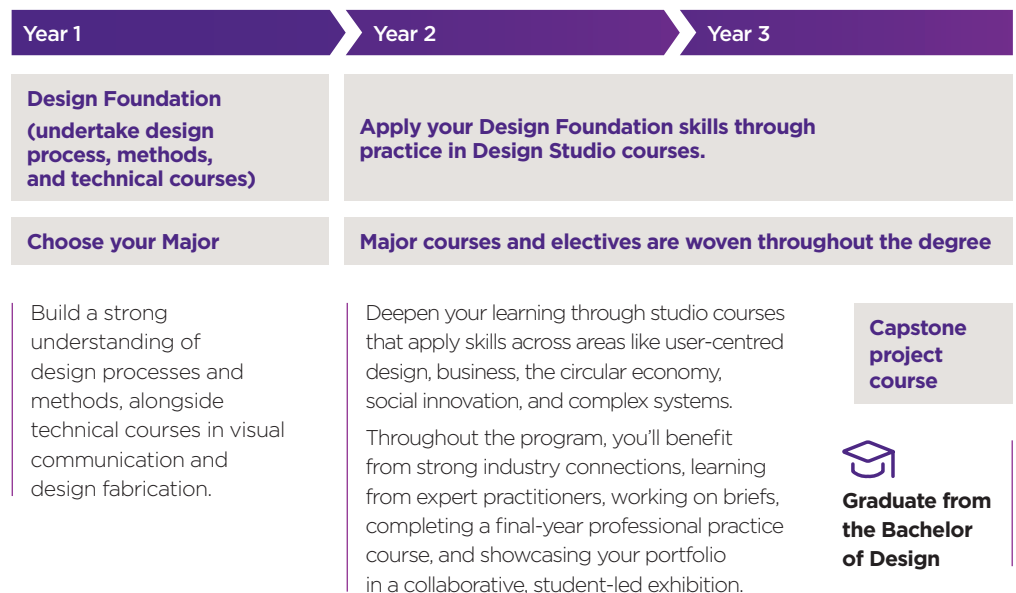 Year 1
Year 2
Year 3
Design Foundation
(undertake design
process, methods,
and technical courses)
Apply your Design Foundation skills through
practice in Design Studio courses.
Choose your Major
Major courses and electives are woven throughout the degree
Build a strong
understanding of
design processes and
methods, alongside
technical courses in visual
communication and
design fabrication.
Deepen your learning through studio courses
that apply skills across areas like user-centred
design, business, the circular economy,
social innovation, and complex systems.
Throughout the program, you’ll benefit
from strong industry connections, learning
from expert practitioners, working on briefs,
completing a final-year professional practice
course, and showcasing your portfolio
in a collaborative, student-led exhibition.
Capstone
project
course
Graduate from
the Bachelor
of Design